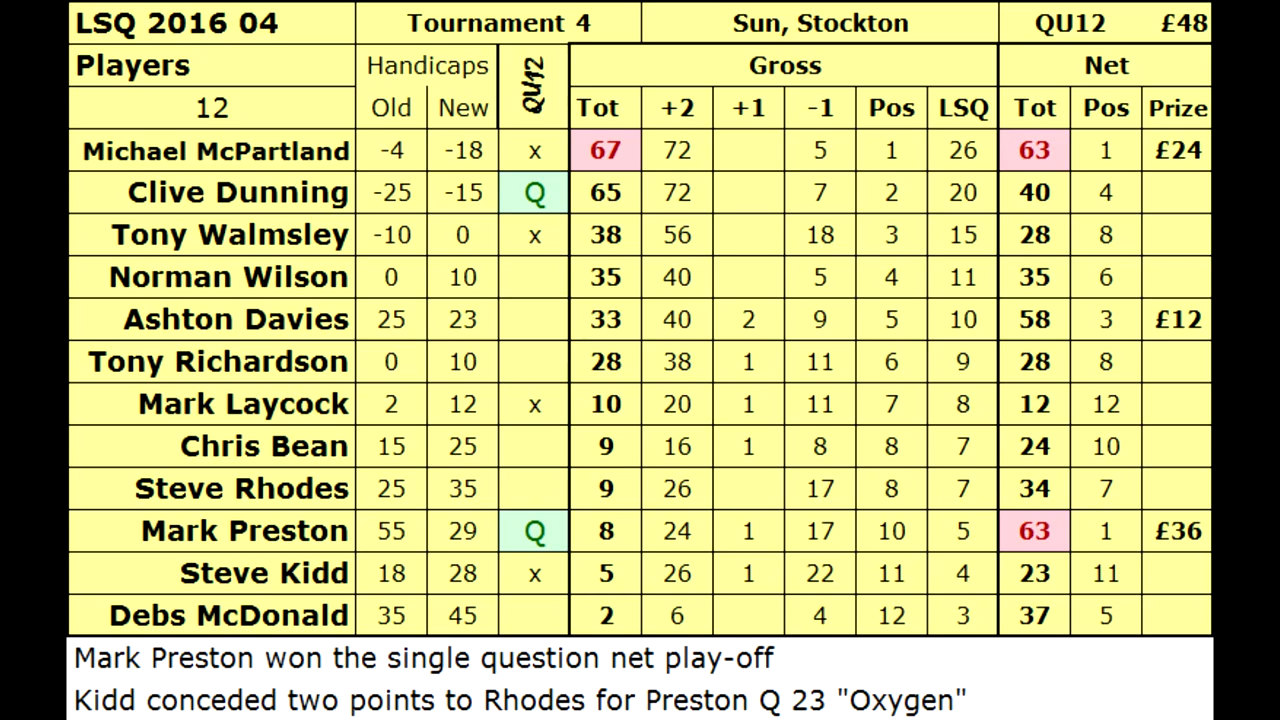 LSQ 2016 04 Tournament 4 Sun, Stockton QU12 £48
Players Handicaps QU12 Gross Net
12 Old New Tot +2 +1 -1 Pos LSQ Tot Pos Prize
Michael McPartland -4 -18 x 67 72 5 1 26 63 1 £24
Clive Dunning -25 -15 Q 65 72 7 2 20 40 4
Tony Walmsley -10 0 x 38 56 18 3 15 28 8
Norman Wilson 0 10 35 40 5 4 11 35 6
Ashton Davies 25 23 33 40 2 9 5 10 58 3 £12
Tony Richardson 0 10 28 38 1 11 6 9 28 8
Mark Laycock 2 12 x 10 20 1 11 7 8 12 12
Chris Bean 15 25 9 16 1 8 8 7 24 10
Steve Rhodes 25 35 9 26 17 8 7 34 7
Mark Preston 55 29 Q 8 24 1 17 10 5 63 1 £36
Steve Kidd 18 28 x 5 26 1 22 11 4 23 11
Debs McDonald 35 45 2 6 4 12 3 37 5
Mark Preston won the single question net play-off
Kidd conceded two points to Rhodes for Preston Q 23 "Oxygen"